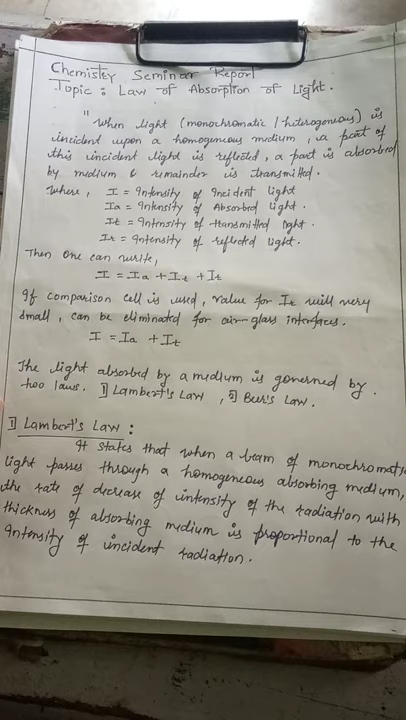 Chemistry Seminar Report
Topic : Law of Absorption of Light.
"When light (monochromatic / heterogeneous) is
incident upon a homogeneous medium, a part of
this incident light is reflected, a part is absorbed
by medium & remainder is transmitted.
Where, I = Intensity of Incident light
Ia = Intensity of Absorbed light.
It = Intensity of transmitted light.
Ir = Intensity of reflected light.
Then one can write,
I = Ia + It + Ir
If comparison cell is used, value for Ir will very
small, can be eliminated for air-glass interfaces.
I = Ia + It
The light absorbed by a medium is governed by
two laws. 1] Lambert's Law, 2] Beer's Law.
I] Lambert's Law :
It states that when a beam of monochromatic
light passes through a homogeneous absorbing medium,
the rate of decrease of intensity of the radiation with
thickness of absorbing medium is proportional to the
intensity of incident radiation.